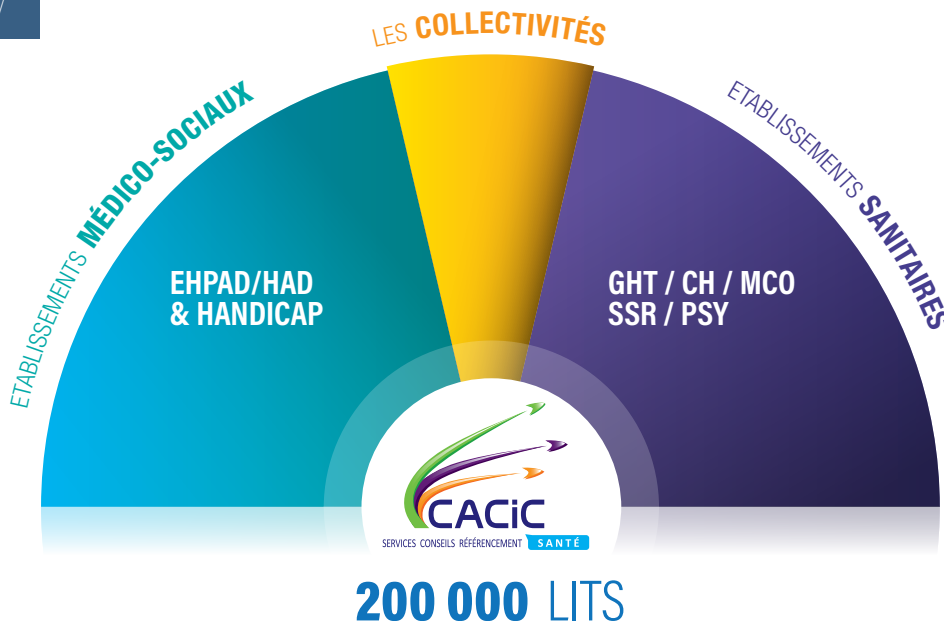 LES COLLECTIVITÉS
ETABLISSEMENTS MÉDICO-SOCIAUX
ETABLISSEMENTS SANITAIRES
EHPAD/HAD
& HANDICAP
GHT / CH / MCO
SSR / PSY
CACiC
SERVICES CONSEILS RÉFÉRENCEMENT SANTÉ
200 000 LITS